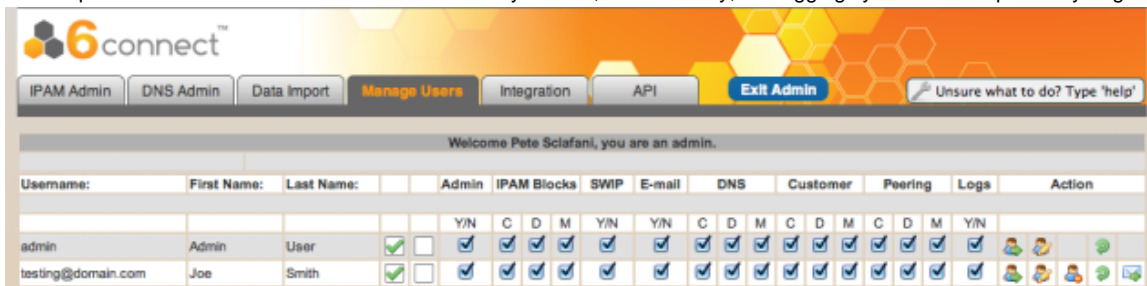 6connect™
IPAM Admin DNS Admin Data Import Manage Users Integration API Exit Admin Unsure what to do? Type 'help'
Welcome Pete Sclafani, you are an admin.
Username: First Name: Last Name: Admin IPAM Blocks SWIP E-mail DNS Customer Peering Logs Action
Y/N C D M Y/N Y/N C D M C D M C D M Y/N
admin Admin User
testing@domain.com Joe Smith